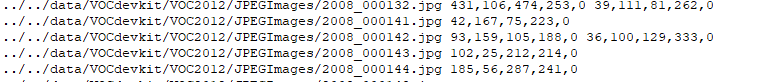 ../../data/VOCdevkit/VOC2012/JPEGImages/2008_000132.jpg 431,106,474,253,0 39,111,81,262,0
../../data/VOCdevkit/VOC2012/JPEGImages/2008_000141.jpg 42,167,75,223,0
../../data/VOCdevkit/VOC2012/JPEGImages/2008_000142.jpg 93,159,105,188,0 36,100,129,333,0
../../data/VOCdevkit/VOC2012/JPEGImages/2008_000143.jpg 102,25,212,214,0
../../data/VOCdevkit/VOC2012/JPEGImages/2008_000144.jpg 185,56,287,241,0